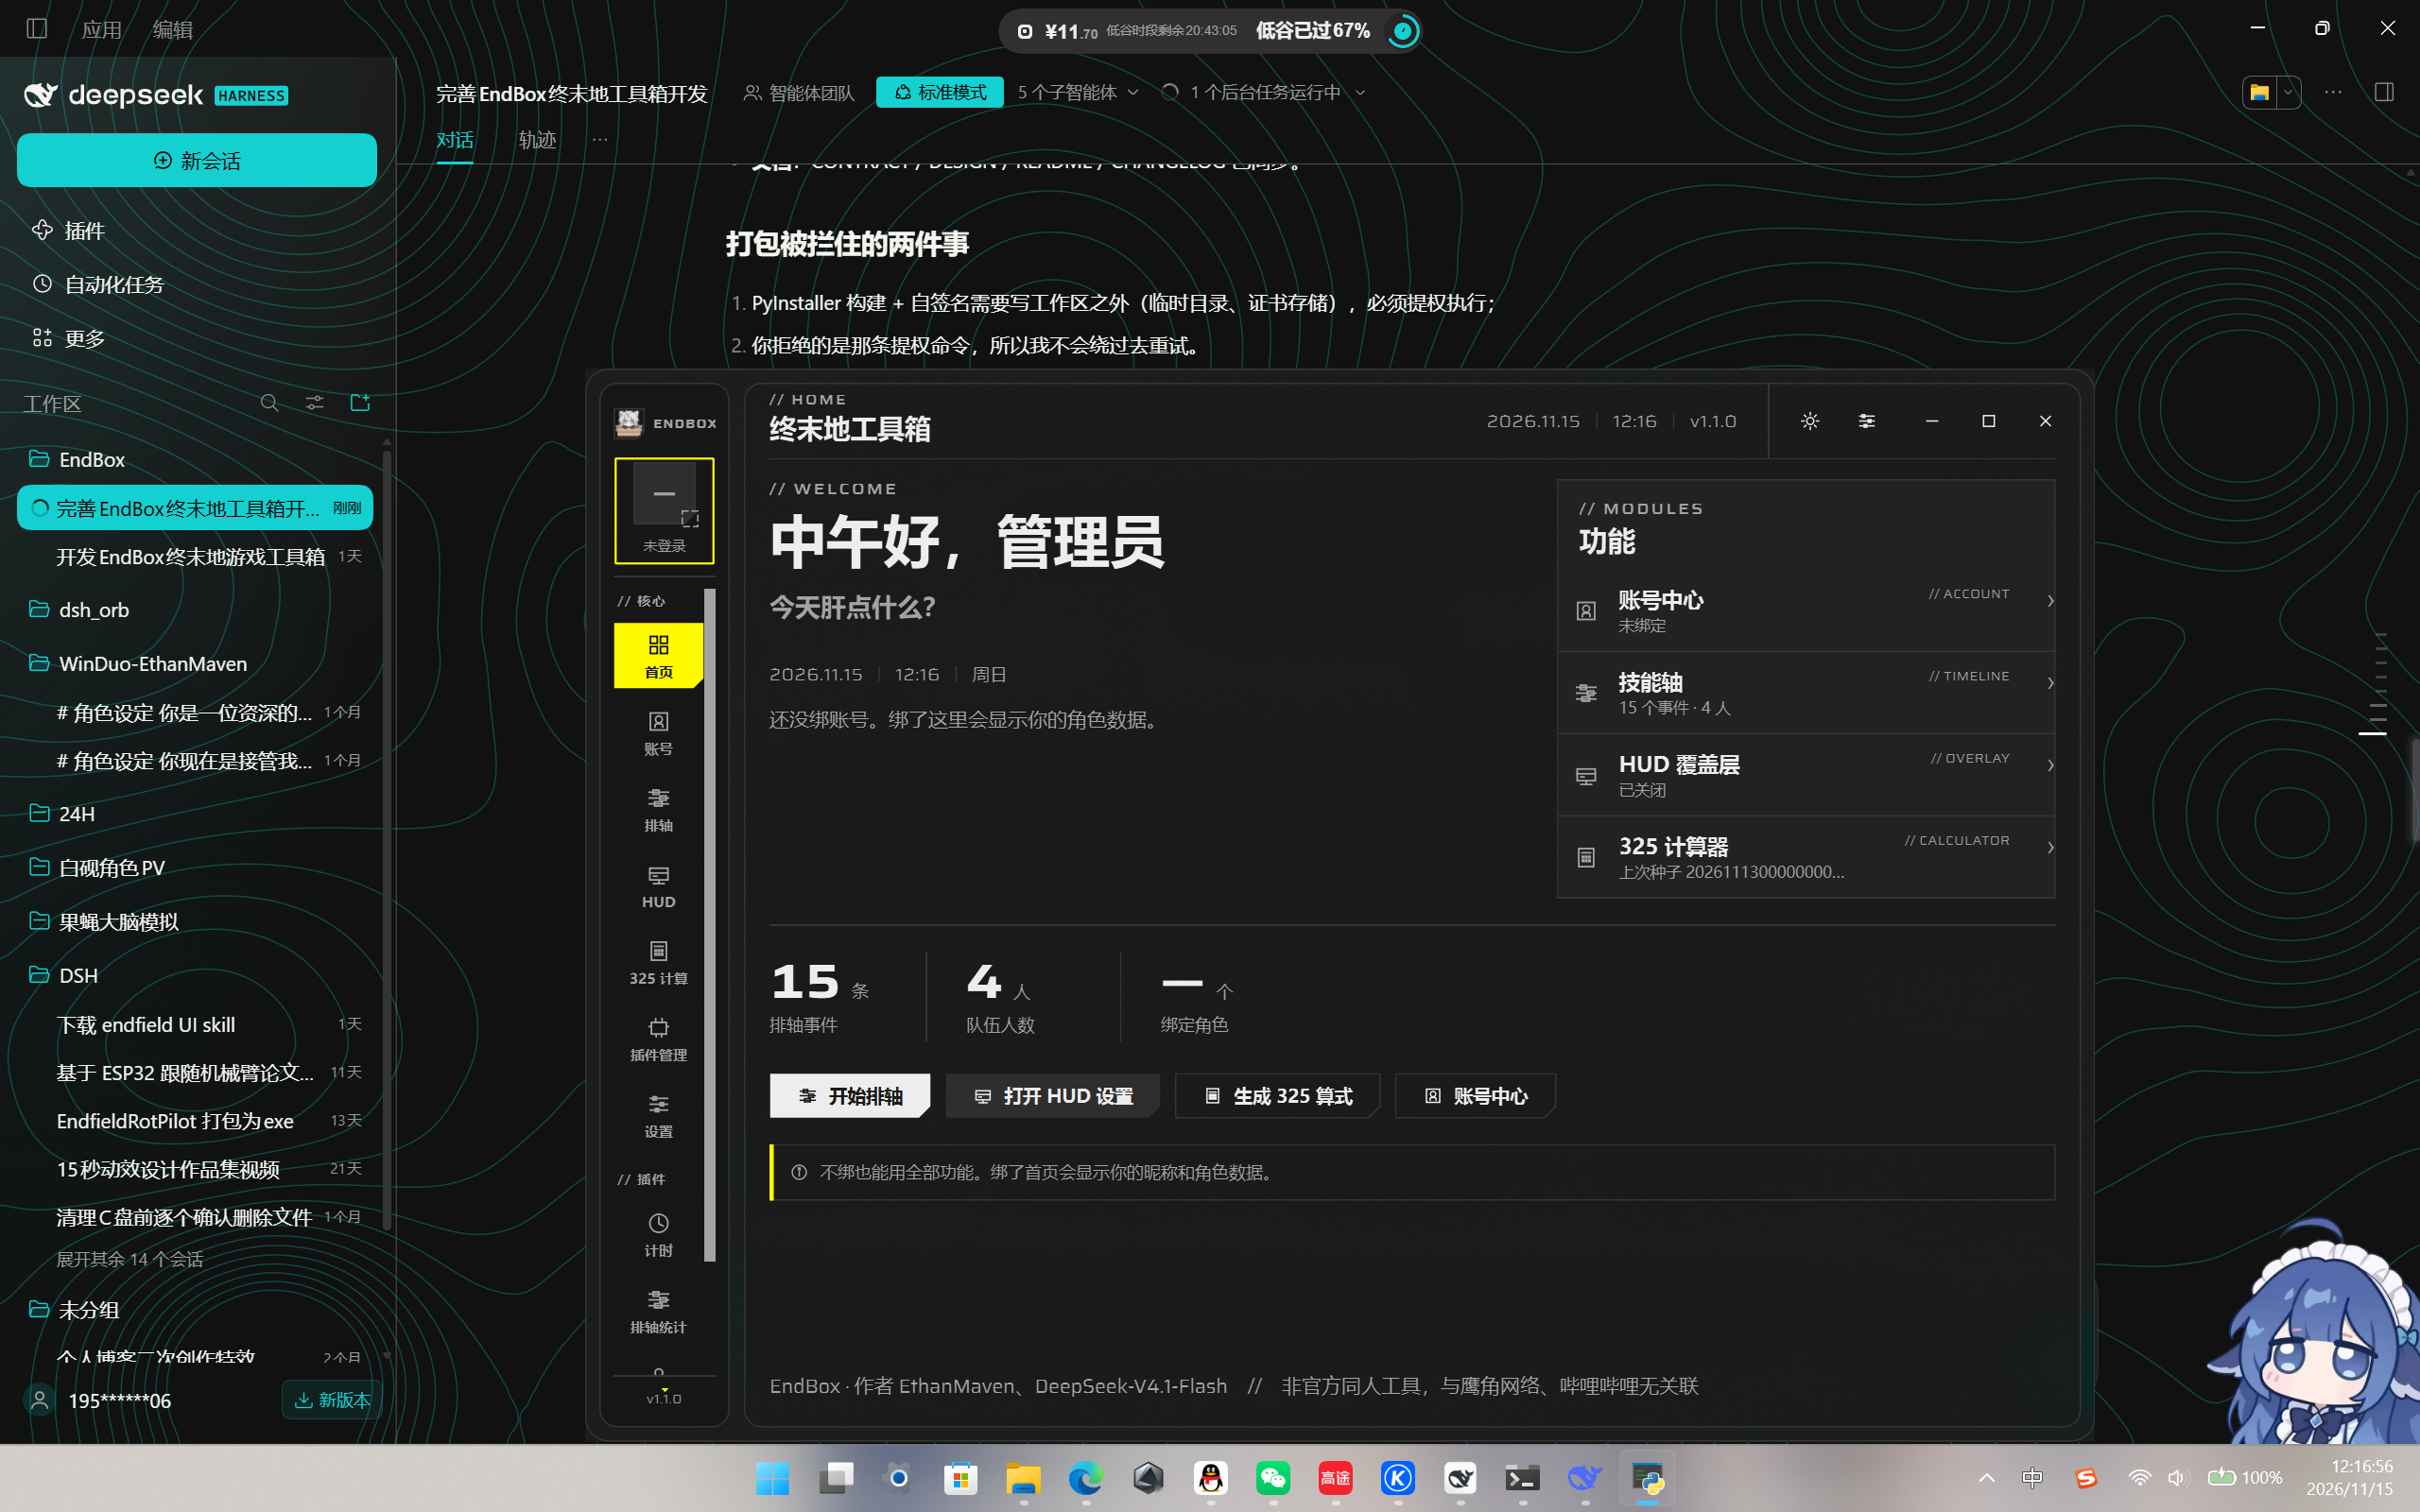 应用 编辑
¥11.70 低谷时段剩余20:43:05 低谷已过67%
deepseek HARNESS
新会话
插件
自动化任务
更多
工作区
EndBox
完善EndBox终末地工具箱开... 刚刚
开发EndBox终末地游戏工具箱 1天
dsh_orb
WinDuo-EthanMaven
# 角色设定 你是一位资深的... 1个月
# 角色设定 你现在是接管我... 1个月
24H
白砚角色PV
果蝇大脑模拟
DSH
下载 endfield UI skill 1天
基于 ESP32 跟随机械臂论文... 11天
EndfieldRotPilot 打包为exe 13天
15秒动效设计作品集视频 21天
清理C盘前逐个确认删除文件 1个月
展开其余 14 个会话
未分组
个人博客二次创作特效 2个月
195******06 新版本
完善EndBox终末地工具箱开发 智能体团队 标准模式 5 个子智能体 1 个后台任务运行中
对话 轨迹 ...
文档：CONTRACT / DESIGN / README / CHANGELOG 已同步。
打包被拦住的两件事
1. PyInstaller 构建 + 自签名需要写工作区之外（临时目录、证书存储），必须提权执行；
2. 你拒绝的是那条提权命令，所以我不会绕过去重试。
ENDBOX
未登录
// 核心
首页
账号
排轴
HUD
325 计算
插件管理
设置
// 插件
计时
排轴统计
v1.1.0
// HOME
终末地工具箱
2026.11.15 12:16 v1.1.0
// WELCOME
中午好，管理员
今天肝点什么？
2026.11.15 12:16 周日
还没绑账号。绑了这里会显示你的角色数据。
// MODULES
功能
账号中心 // ACCOUNT
未绑定
技能轴 // TIMELINE
15 个事件 · 4 人
HUD 覆盖层 // OVERLAY
已关闭
325 计算器 // CALCULATOR
上次种子 2026111300000000...
15 条
排轴事件
4 人
队伍人数
— 个
绑定角色
开始排轴 打开 HUD 设置 生成 325 算式 账号中心
不绑也能用全部功能。绑了首页会显示你的昵称和角色数据。
EndBox · 作者 EthanMaven、DeepSeek-V4.1-Flash // 非官方同人工具，与鹰角网络、哔哩哔哩无关联
高途
K
中
S
100%
12:16:56
2026/11/15